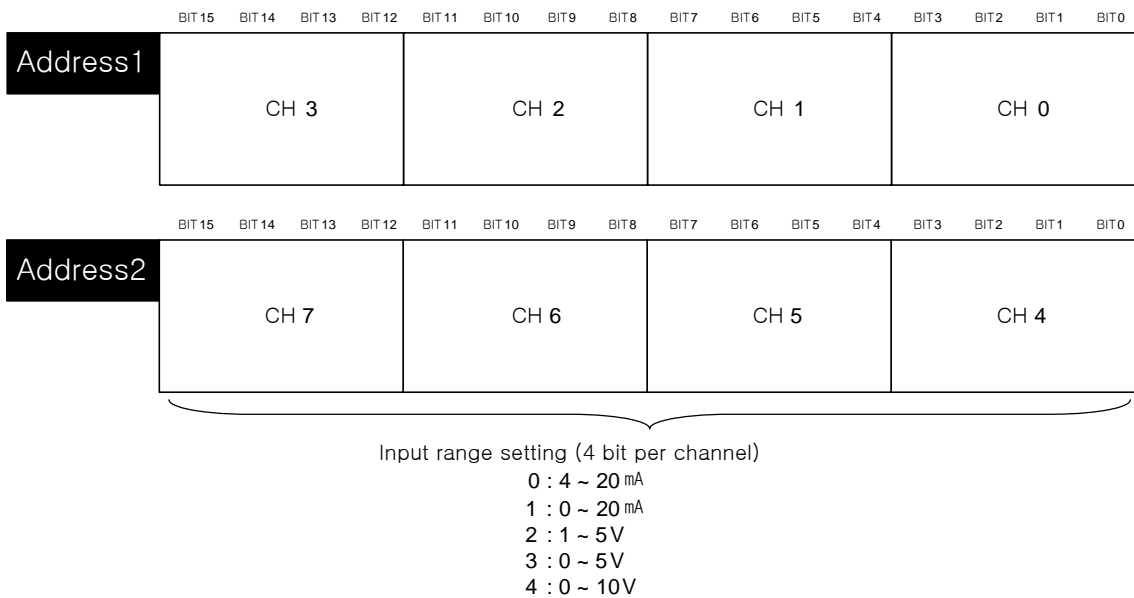 BIT15 BIT14 BIT13 BIT12 BIT11 BIT10 BIT9 BIT8 BIT7 BIT6 BIT5 BIT4 BIT3 BIT2 BIT1 BIT0
Address1
CH 3 CH 2 CH 1 CH 0
BIT15 BIT14 BIT13 BIT12 BIT11 BIT10 BIT9 BIT8 BIT7 BIT6 BIT5 BIT4 BIT3 BIT2 BIT1 BIT0
Address2
CH 7 CH 6 CH 5 CH 4
Input range setting (4 bit per channel)
0 : 4 ~ 20 ㎃
1 : 0 ~ 20 ㎃
2 : 1 ~ 5 V
3 : 0 ~ 5 V
4 : 0 ~ 10 V